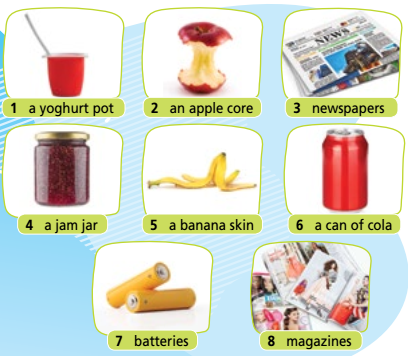 1 a yoghurt pot
2 an apple core
3 newspapers
NEWS
4 a jam jar
5 a banana skin
6 a can of cola
7 batteries
8 magazines